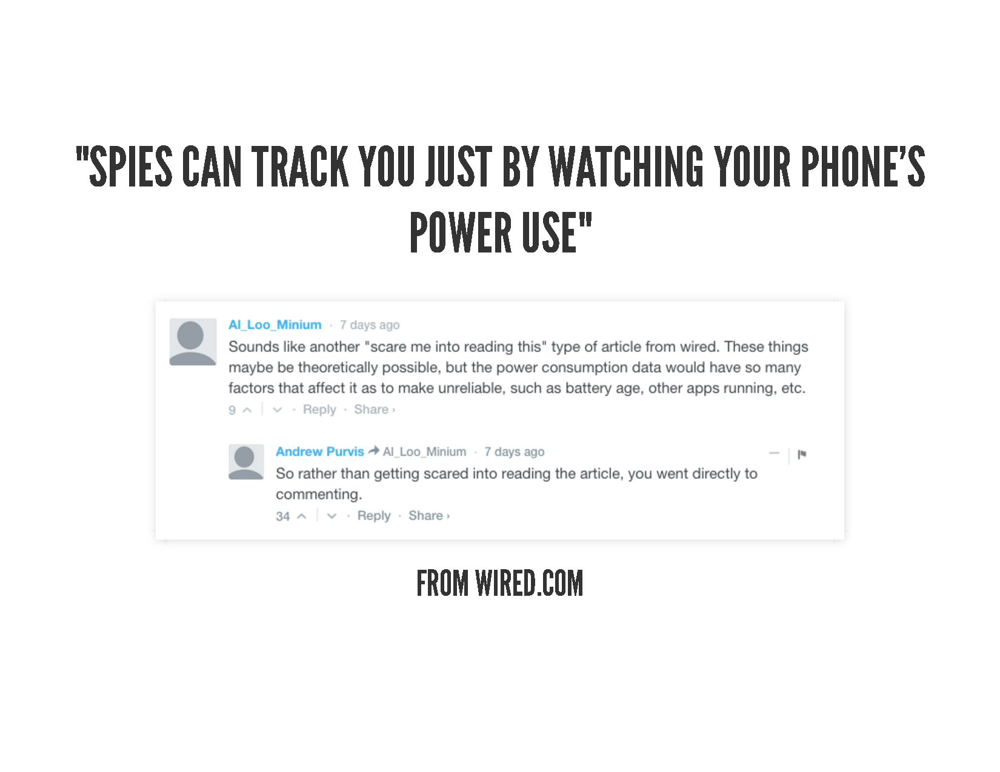 "SPIES CAN TRACK YOU JUST BY WATCHING YOUR PHONE’S
POWER USE"
Al_Loo_Minium · 7 days ago
Sounds like another "scare me into reading this" type of article from wired. These things
maybe be theoretically possible, but the power consumption data would have so many
factors that affect it as to make unreliable, such as battery age, other apps running, etc.
9 · Reply · Share ›
Andrew Purvis Al_Loo_Minium · 7 days ago
So rather than getting scared into reading the article, you went directly to
commenting.
34 · Reply · Share ›
FROM WIRED.COM